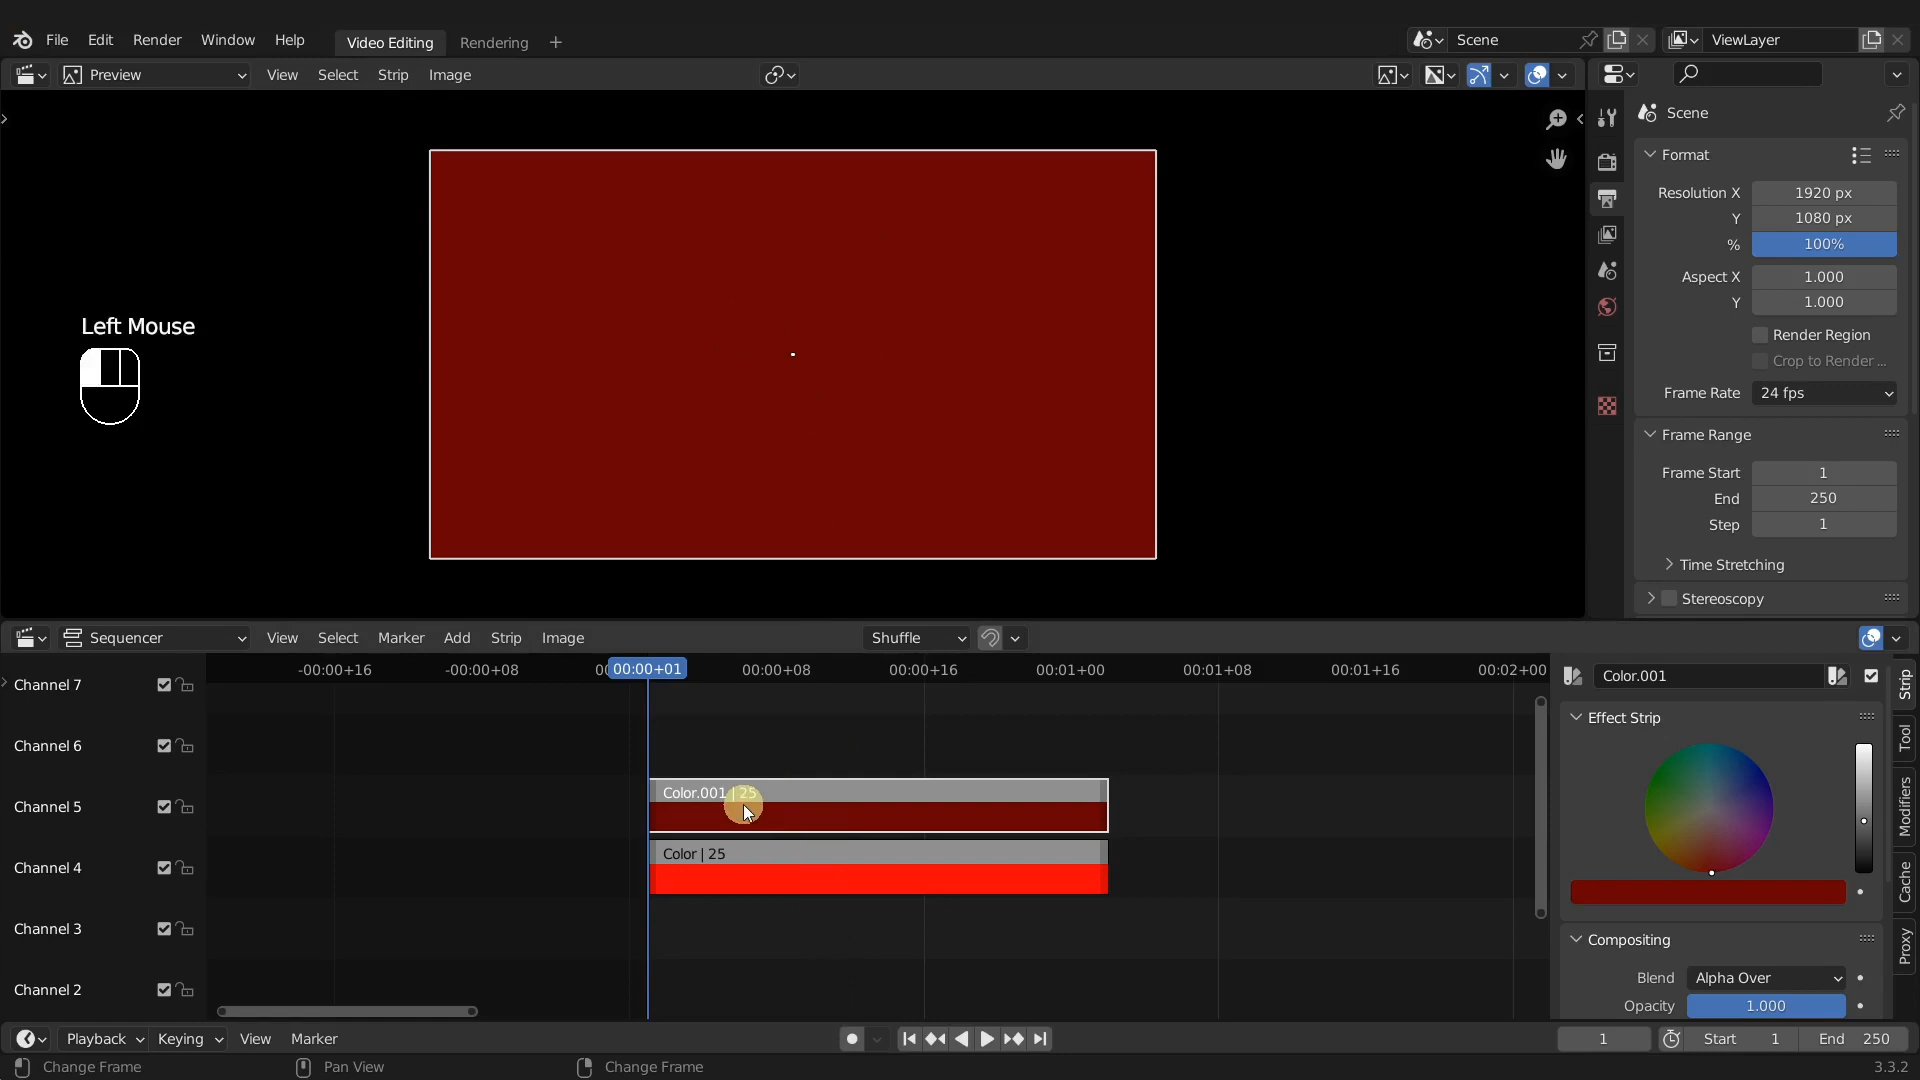 File Edit Render Window Help Video Editing Rendering + Scene ViewLayer
Preview View Select Strip Image
Scene
Format
Resolution X 1920 px
Y 1080 px
% 100%
Aspect X 1.000
Y 1.000
Render Region
Crop to Render ...
Frame Rate 24 fps
Frame Range
Frame Start 1
End 250
Step 1
Time Stretching
Stereoscopy
Left Mouse
Sequencer View Select Marker Add Strip Image Shuffle
-00:00+16 -00:00+08 00:00+01 00:00+08 00:00+16 00:01+00 00:01+08 00:01+16 00:02+00
Channel 7
Channel 6
Channel 5
Channel 4
Channel 3
Channel 2
Color.001 | 25
Color | 25
Color.001
Effect Strip
Compositing
Blend Alpha Over
Opacity 1.000
Strip
Tool
Modifiers
Cache
Proxy
Playback Keying View Marker 1 Start 1 End 250
Change Frame Pan View Change Frame 3.3.2